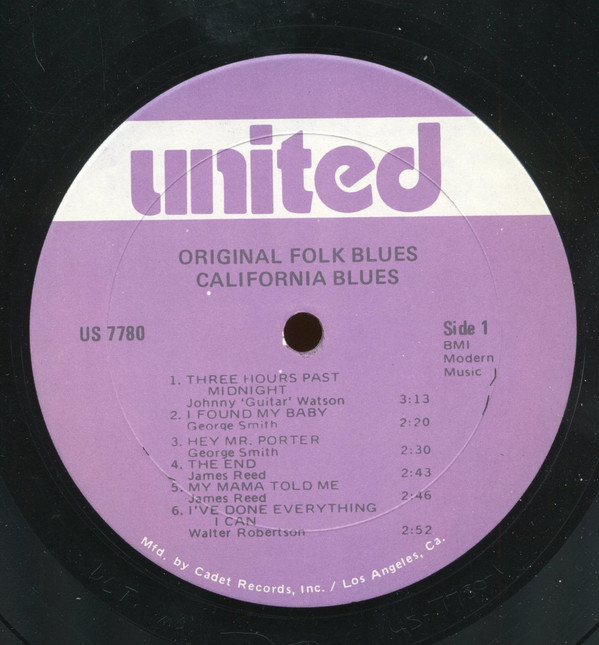 united
ORIGINAL FOLK BLUES
CALIFORNIA BLUES
US 7780
Side 1
BMI
Modern
Music
1. THREE HOURS PAST
MIDNIGHT
Johnny 'Guitar' Watson 3:13
2. I FOUND MY BABY
George Smith 2:20
3. HEY MR. PORTER
George Smith 2:30
4. THE END
James Reed 2:43
5. MY MAMA TOLD ME
James Reed 2:46
6. I'VE DONE EVERYTHING
I CAN
Walter Robertson 2:52
Mfd. by Cadet Records, Inc. / Los Angeles, Ca.